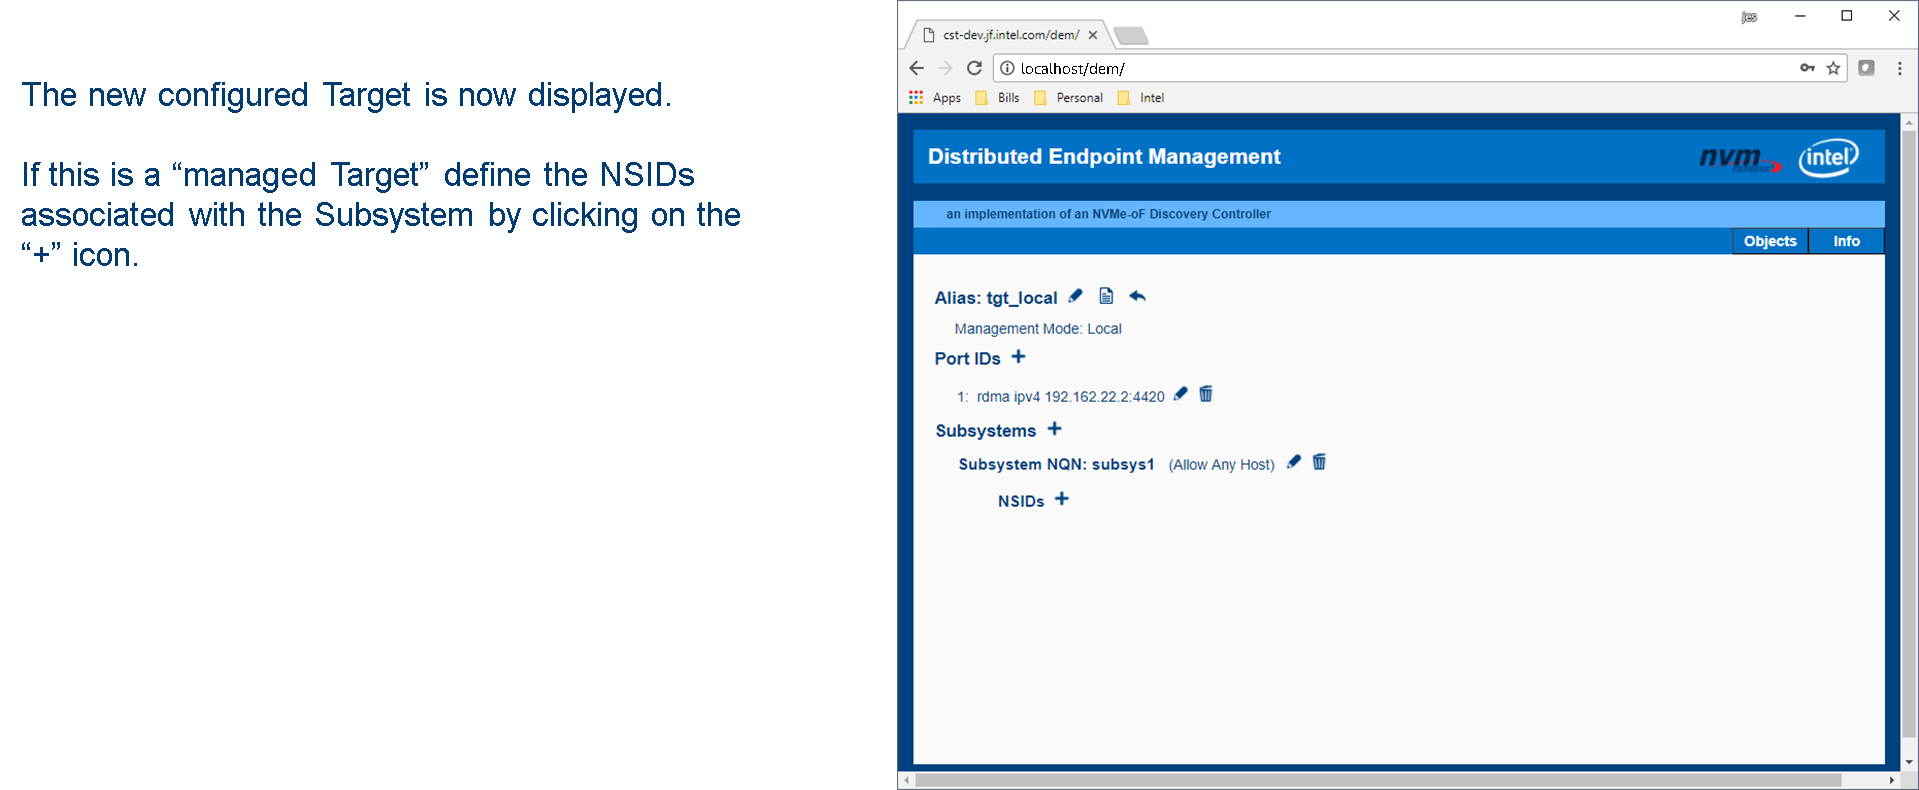 The new configured Target is now displayed.
If this is a “managed Target” define the NSIDs
associated with the Subsystem by clicking on the
“+” icon.
jes
cst-dev.jf.intel.com/dem/
localhost/dem/
Apps Bills Personal Intel
Distributed Endpoint Management
nvm EXPRESS intel
an implementation of an NVMe-oF Discovery Controller
Objects Info
Alias: tgt_local
Management Mode: Local
Port IDs +
1: rdma ipv4 192.162.22.2:4420
Subsystems +
Subsystem NQN: subsys1 (Allow Any Host)
NSIDs +